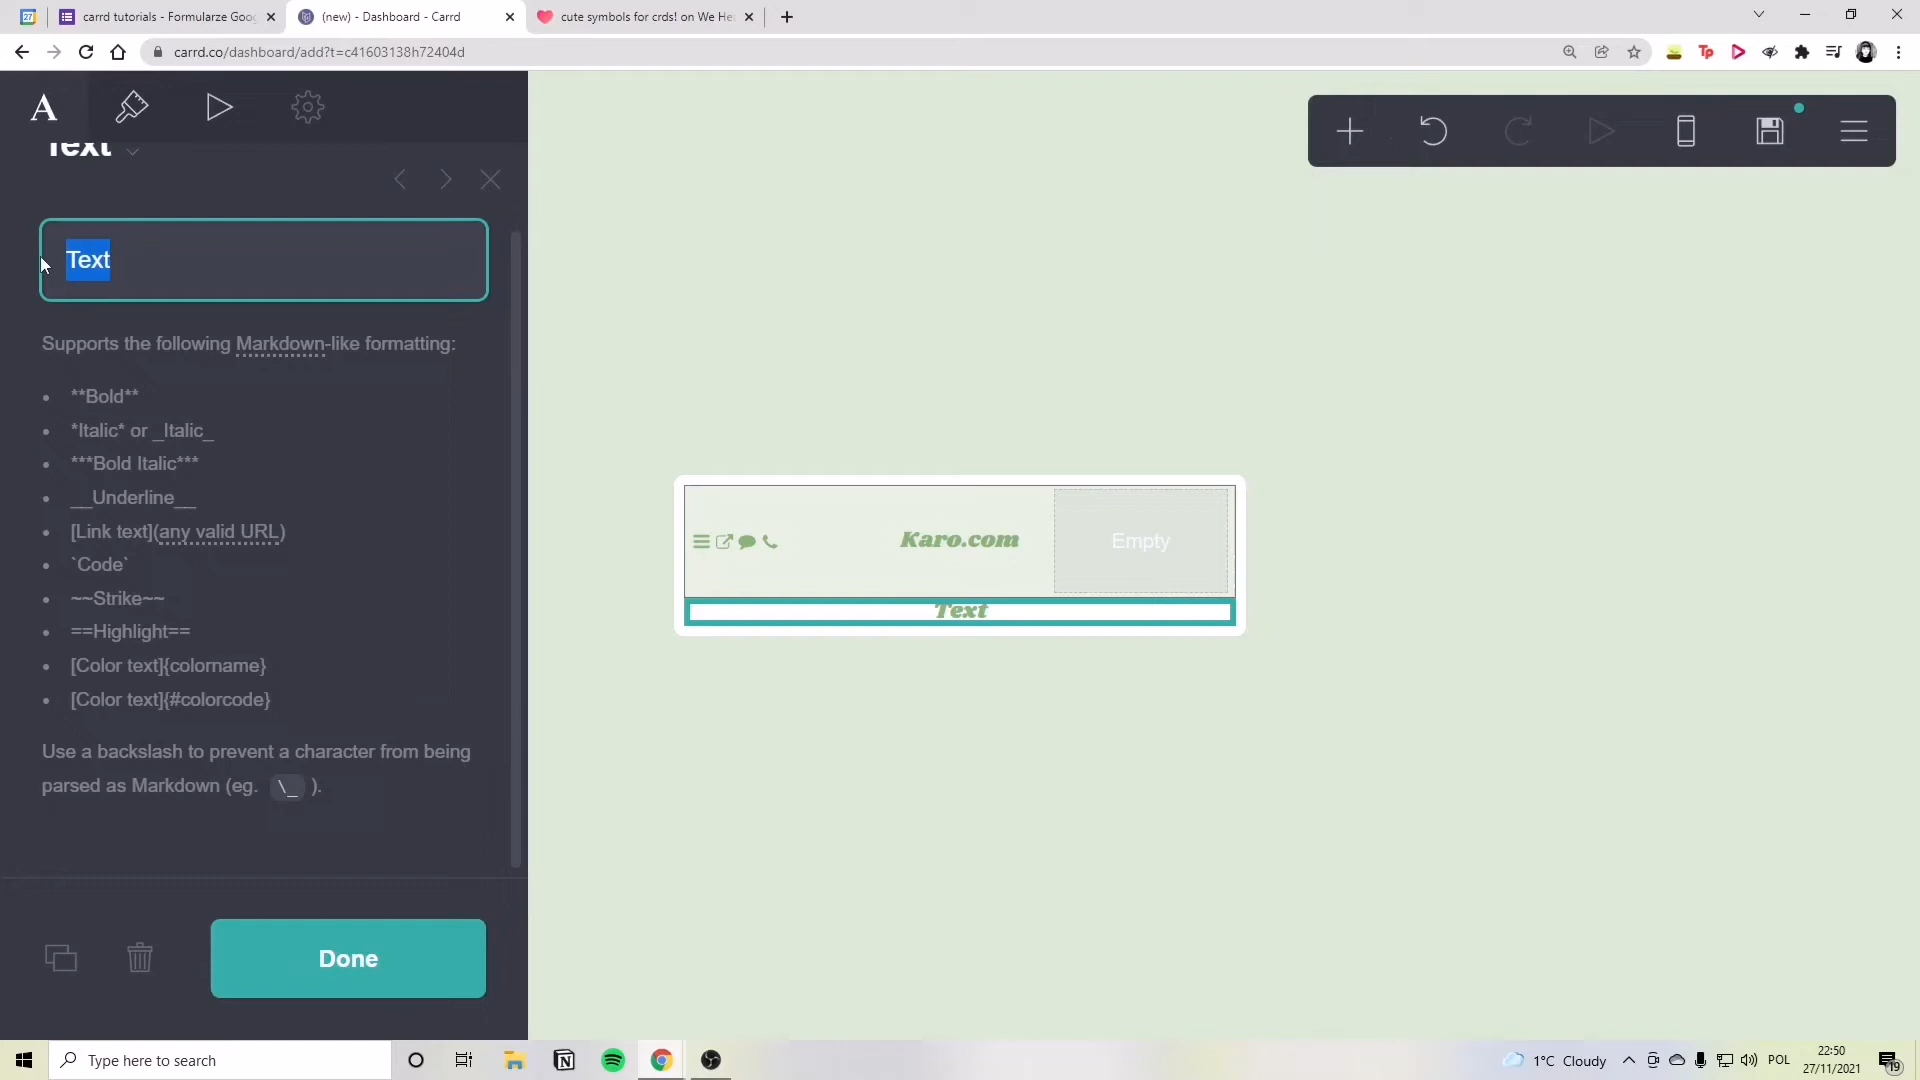 carrd tutorials - Formularze Goog
(new) - Dashboard - Carrd
cute symbols for crds! on We Hea
carrd.co/dashboard/add?t=c41603138h72404d
Text
Text
Supports the following Markdown-like formatting:
**Bold**
*Italic* or _Italic_
***Bold Italic***
__Underline__
[Link text](any valid URL)
`Code`
~~Strike~~
==Highlight==
[Color text]{colorname}
[Color text]{#colorcode}
Use a backslash to prevent a character from being
parsed as Markdown (eg. \_ ).
Done
Karo.com
Empty
Text
Type here to search
1°C Cloudy
POL
22:50
27/11/2021
19